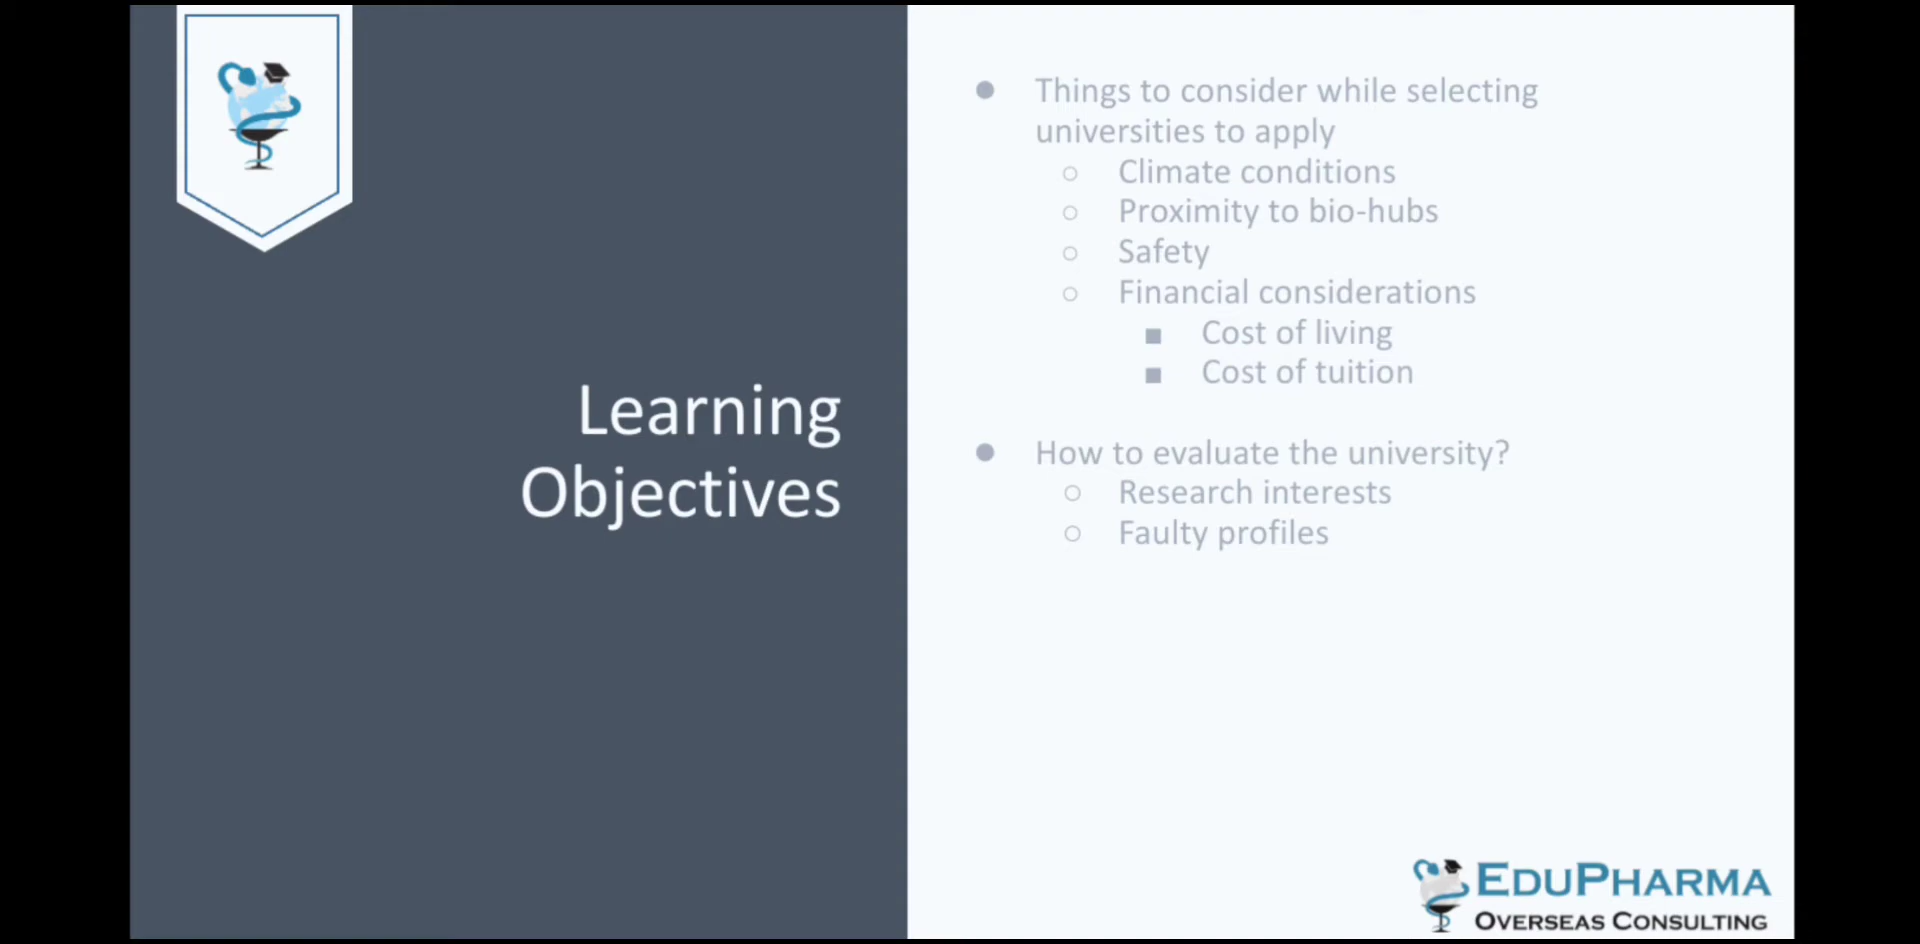 Learning
Objectives
● Things to consider while selecting
universities to apply
○ Climate conditions
○ Proximity to bio-hubs
○ Safety
○ Financial considerations
■ Cost of living
■ Cost of tuition
● How to evaluate the university?
○ Research interests
○ Faulty profiles
EDUPHARMA
OVERSEAS CONSULTING